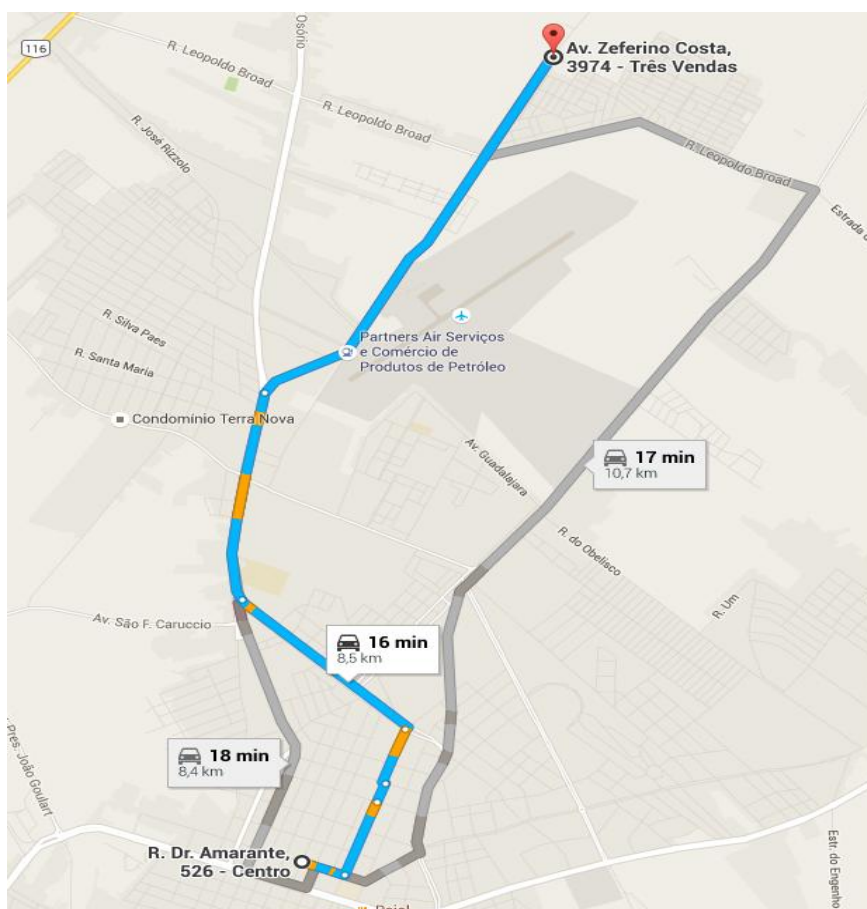 116
R. Leopoldo Broad
Osório
Av. Zeferino Costa,
3974 - Três Vendas
R. José Rizzolo
R. Leopoldo Broad
R. Leopoldo Broad
Estrada
R. Silva Paes
R. Santa Maria
Partners Air Serviços
e Comércio de
Produtos de Petróleo
Condomínio Terra Nova
Av. Guadalajara
17 min
10,7 km
R. do Obelisco
R. Um
Av. São F. Caruccio
16 min
8,5 km
18 min
8,4 km
Pres. João Goulart
R. Dr. Amarante,
526 - Centro
Estr. do Engenho